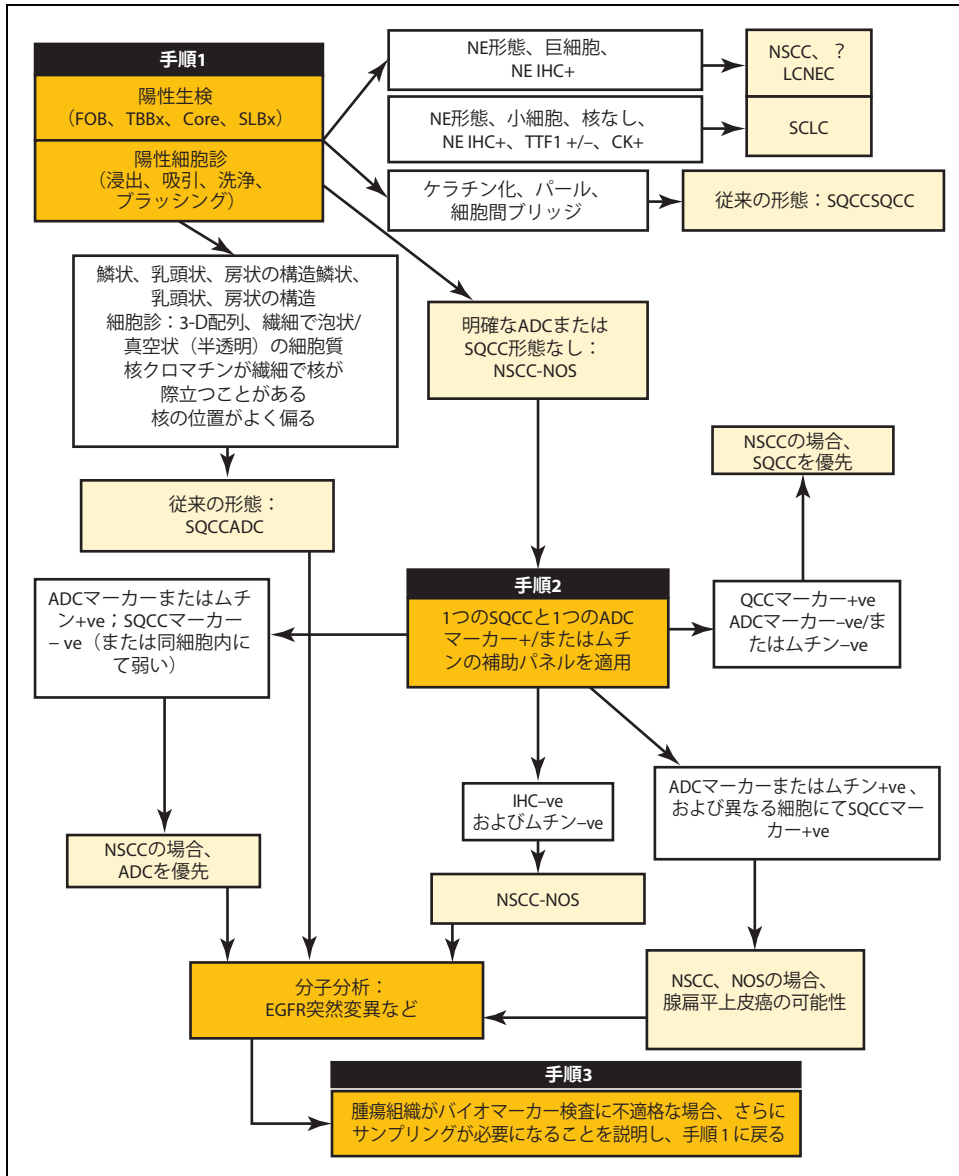 手順1
陽性生検
（FOB、TBBx、Core、SLBx）
陽性細胞診
（浸出、吸引、洗浄、
ブラッシング）
NE形態、巨細胞、
NE IHC+
NSCC、？
LCNEC
NE形態、小細胞、核なし、
NE IHC+、TTF1 +/–、CK+
SCLC
ケラチン化、パール、
細胞間ブリッジ
従来の形態：SQCCSQCC
鱗状、乳頭状、房状の構造鱗状、
乳頭状、房状の構造
細胞診：3-D配列、繊細で泡状/
真空状（半透明）の細胞質
核クロマチンが繊細で核が
際立つことがある
核の位置がよく偏る
明確なADCまたは
SQCC形態なし：
NSCC-NOS
NSCCの場合、
SQCCを優先
従来の形態：
SQCCADC
手順2
1つのSQCCと1つのADC
マーカー+/またはムチ
ンの補助パネルを適用
ADCマーカーまたはムチ
ン+ve；SQCCマーカー
– ve（または同細胞内に
て弱い）
QCCマーカー+ve
ADCマーカー–ve/ま
たはムチン–ve
IHC–ve
およびムチン–ve
ADCマーカーまたはムチン+ve 、
および異なる細胞にてSQCCマー
カー+ve
NSCCの場合、
ADCを優先
NSCC-NOS
NSCC、NOSの場合、
腺扁平上皮癌の可能性
分子分析：
EGFR突然変異など
手順3
腫瘍組織がバイオマーカー検査に不適格な場合、さらに
サンプリングが必要になることを説明し、手順1に戻る